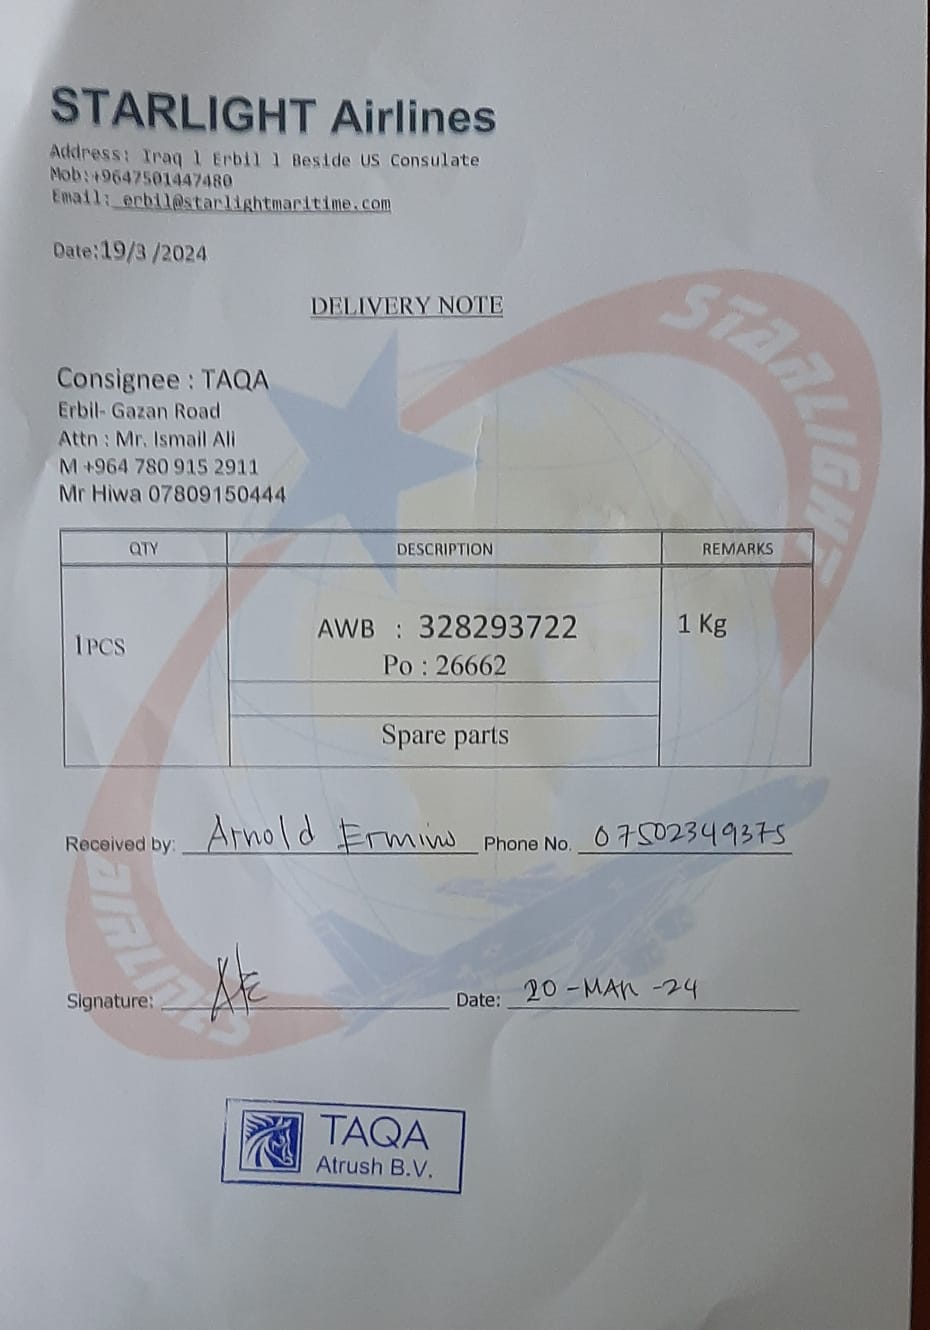 STARLIGHT Airlines
Address: Iraq l Erbil l Beside US Consulate
Mob:+9647501447480
Email: erbil@starlightmaritime.com
Date:19/3 /2024
DELIVERY NOTE
Consignee : TAQA
Erbil- Gazan Road
Attn : Mr. Ismail Ali
M +964 780 915 2911
Mr Hiwa 07809150444
QTY DESCRIPTION REMARKS
1PCS AWB : 328293722 1 Kg
Po : 26662
Spare parts
Received by: Arnold Ermino Phone No. 07502349375
Signature: Date: 20-MAR-24
STARLIGHT
AIRLINES
TAQA
Atrush B.V.